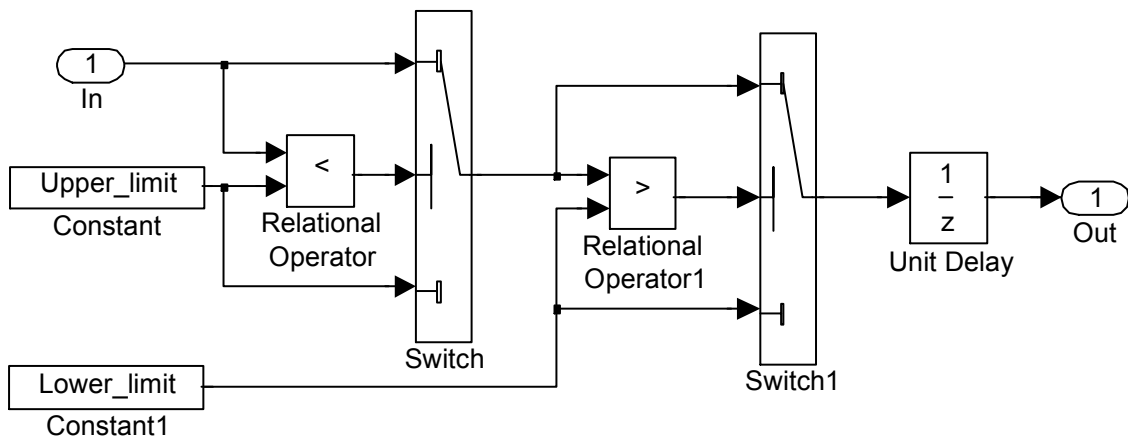 1
In
Upper_limit
Constant
<
Relational
Operator
Switch
Lower_limit
Constant1
>
Relational
Operator1
Switch1
1
z
Unit Delay
1
Out